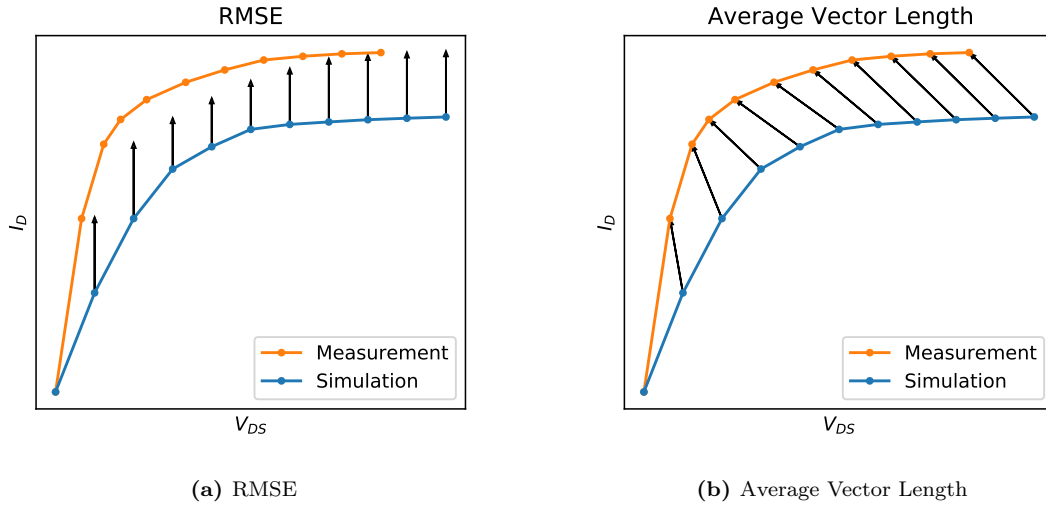 RMSE
I_D
Measurement
Simulation
V_DS
(a) RMSE
Average Vector Length
I_D
Measurement
Simulation
V_DS
(b) Average Vector Length